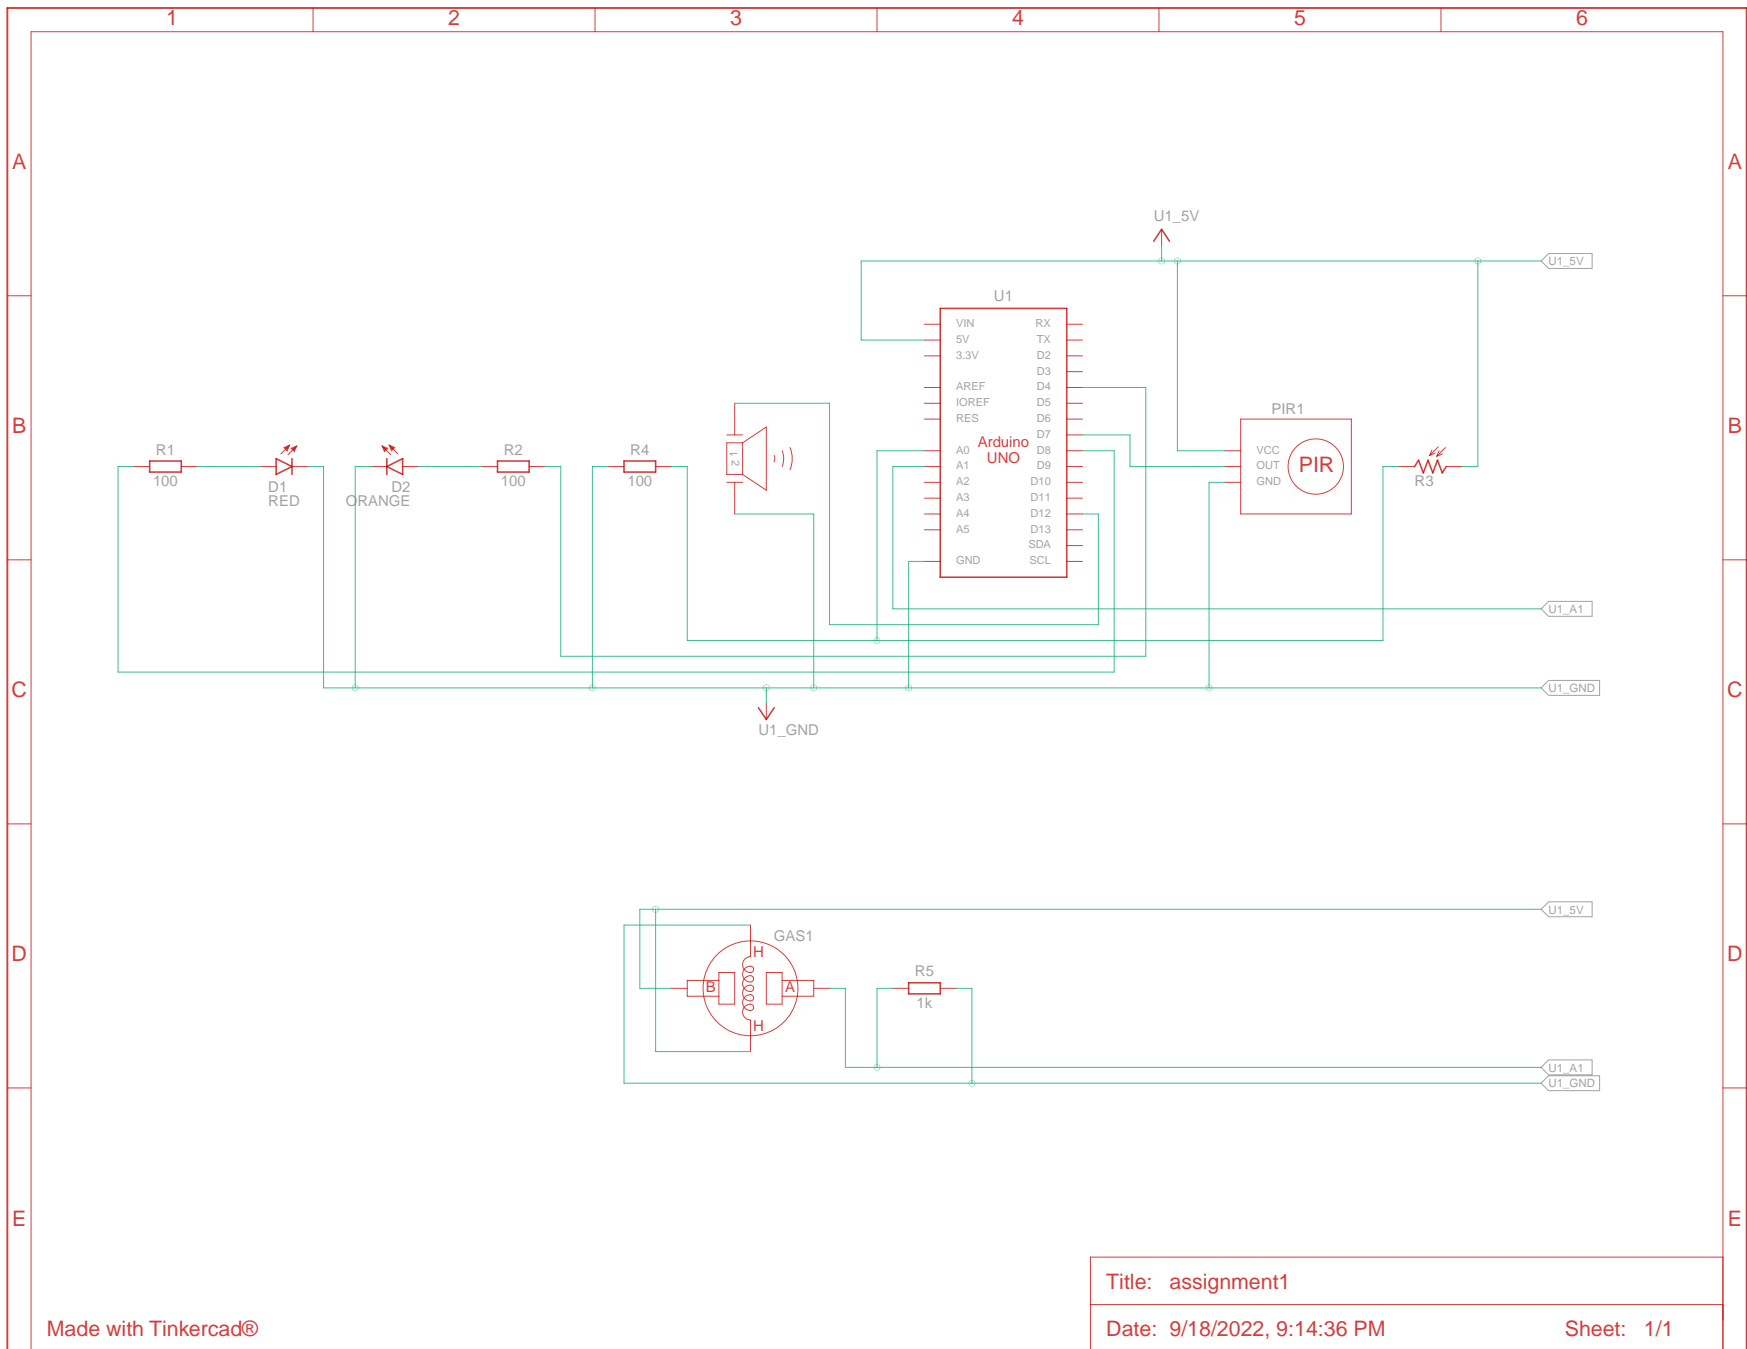 1 2 3 4 5 6
A A
U1_5V
U1_5V
U1
VIN RX
5V TX
3.3V D2
D3
AREF D4
IOREF D5
RES D6
D7
A0 D8
A1 D9
A2 D10
A3 D11
A4 D12
A5 D13
SDA
GND SCL
Arduino
UNO
PIR1
VCC
OUT
GND
PIR
B B
R1
100
D1
RED
D2
ORANGE
R2
100
R4
100
1 2
R3
U1_A1
C C
U1_GND
U1_GND
U1_5V
GAS1
D D
H
B A
H
R5
1k
U1_A1
U1_GND
E E
Title: assignment1
Made with Tinkercad®
Date: 9/18/2022, 9:14:36 PM Sheet: 1/1